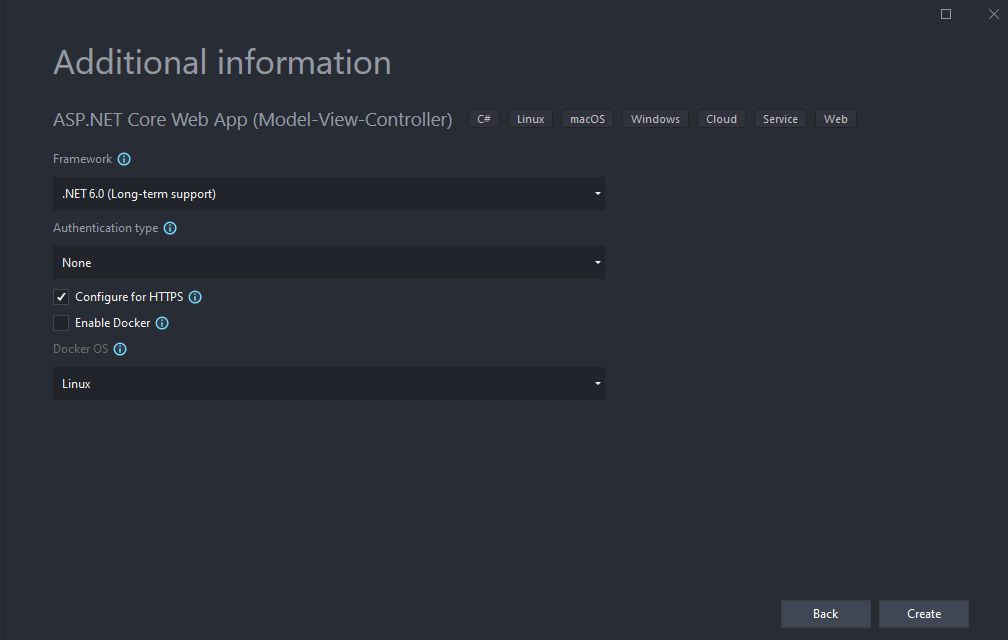 Additional information
ASP.NET Core Web App (Model-View-Controller) C# Linux macOS Windows Cloud Service Web
Framework
.NET 6.0 (Long-term support)
Authentication type
None
Configure for HTTPS
Enable Docker
Docker OS
Linux
Back Create